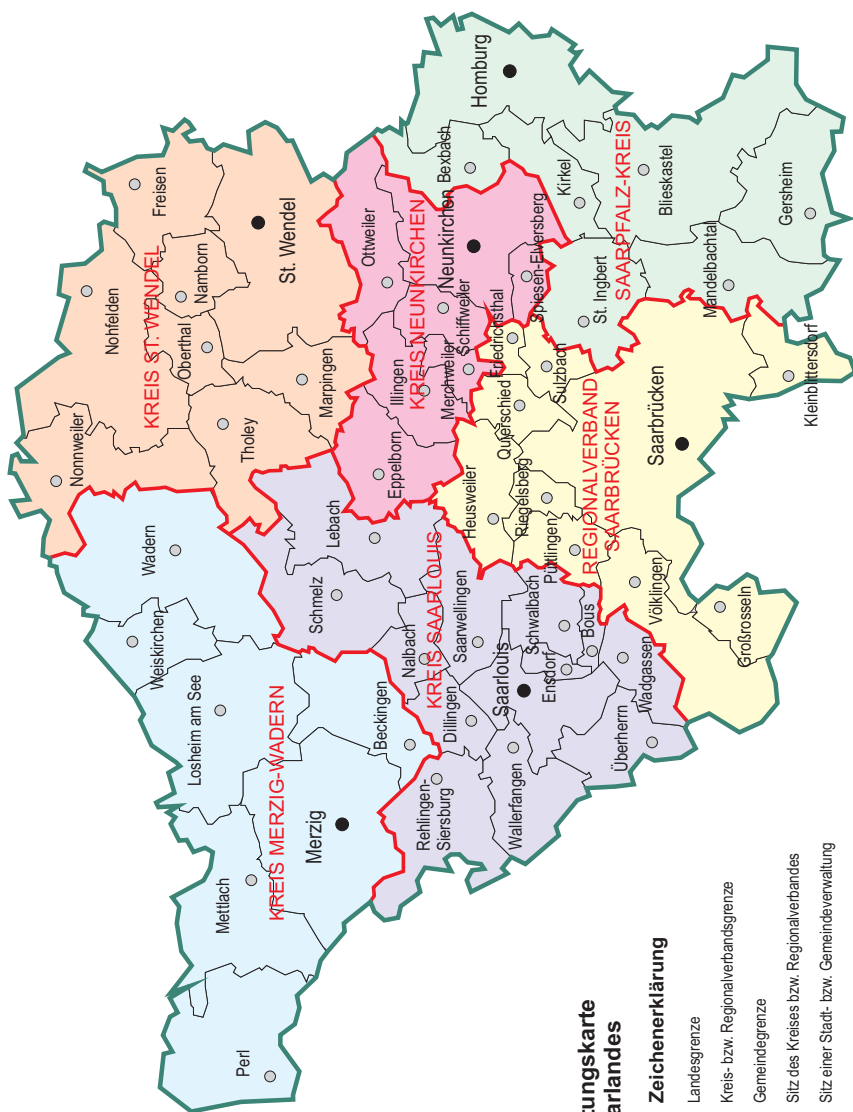 Perl
Mettlach
Merzig
KREIS MERZIG-WADERN
Losheim am See
Weiskirchen
Wadern
Beckingen
Nonnweiler
Nohfelden
Freisen
KREIS ST. WENDEL
Namborn
Oberthal
St. Wendel
Tholey
Marpingen
Ottweiler
KREIS NEUNKIRCHEN
Neunkirchen
Illingen
Merchweiler
Schiffweiler
Spiesen-Elversberg
Eppelborn
Bexbach
Homburg
Kirkel
SAARPFALZ-KREIS
St. Ingbert
Blieskastel
Mandelbachtal
Gersheim
Lebach
Schmelz
Nalbach
KREIS SAARLOUIS
Saarwellingen
Dillingen
Rehlingen-
Siersburg
Wallerfangen
Saarlouis
Schwalbach
Ensdorf
Bous
Wadgassen
Überherrn
Heusweiler
Riegelsberg
Quierschied
Friedrichsthal
Sulzbach
Püttlingen
REGIONALVERBAND
SAARBRÜCKEN
Saarbrücken
Völklingen
Großrosseln
Kleinblittersdorf
tungskarte
arlandes
Zeichenerklärung
Landesgrenze
Kreis- bzw. Regionalverbandsgrenze
Gemeindegrenze
Sitz des Kreises bzw. Regionalverbandes
Sitz einer Stadt- bzw. Gemeindeverwaltung